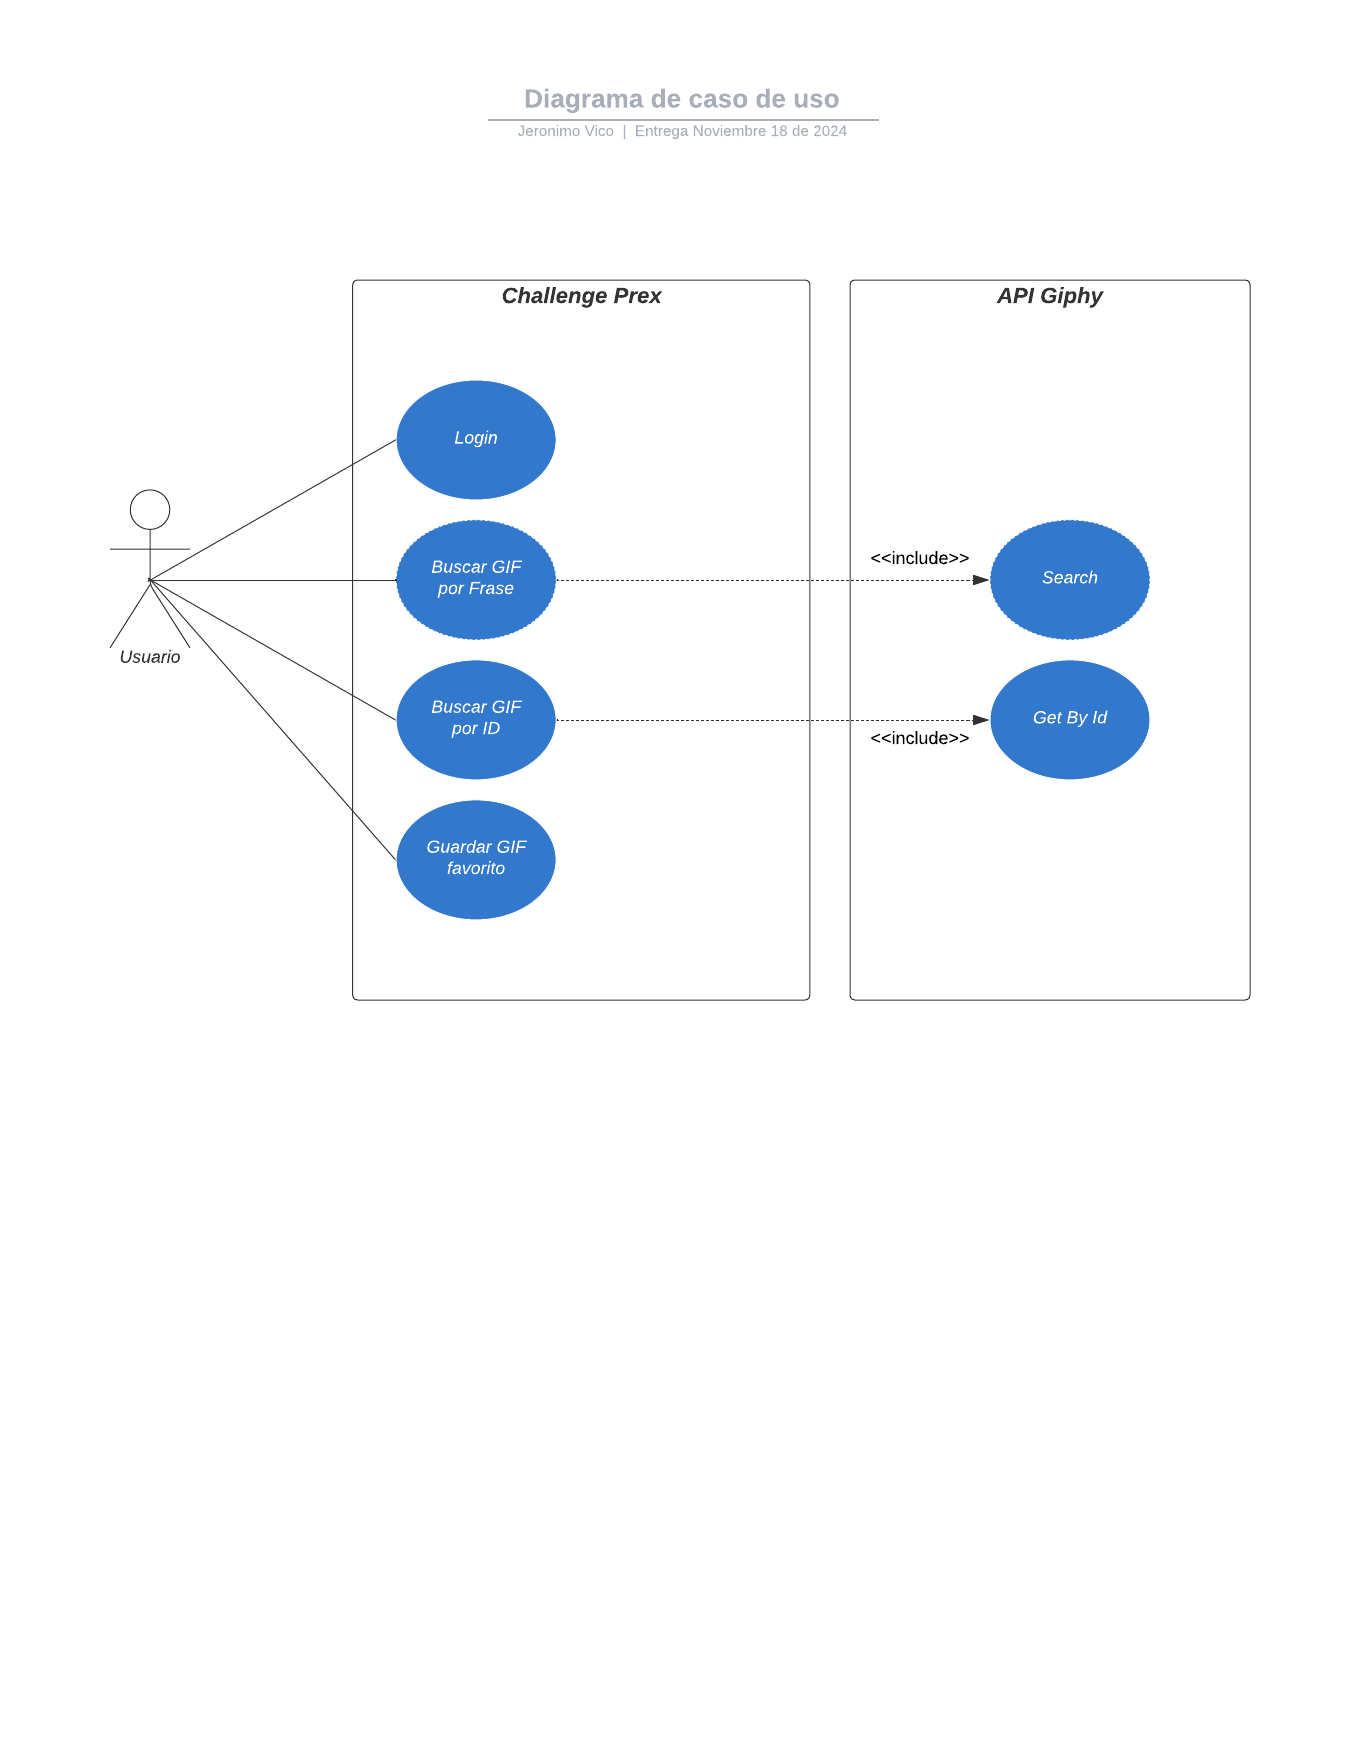 Diagrama de caso de uso
Jeronimo Vico | Entrega Noviembre 18 de 2024
Challenge Prex
API Giphy
Login
Buscar GIF
por Frase
<<include>>
Search
Usuario
Buscar GIF
por ID
<<include>>
Get By Id
Guardar GIF
favorito